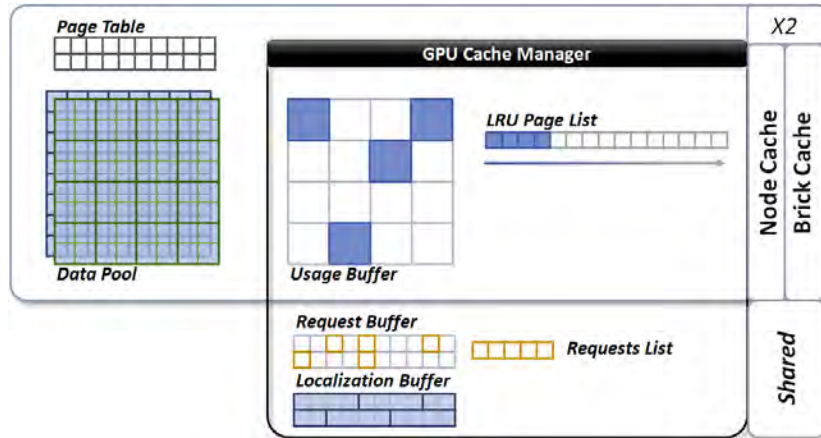 Page Table
X2
GPU Cache Manager
LRU Page List
Node Cache
Brick Cache
Data Pool
Usage Buffer
Request Buffer
Requests List
Localization Buffer
Shared